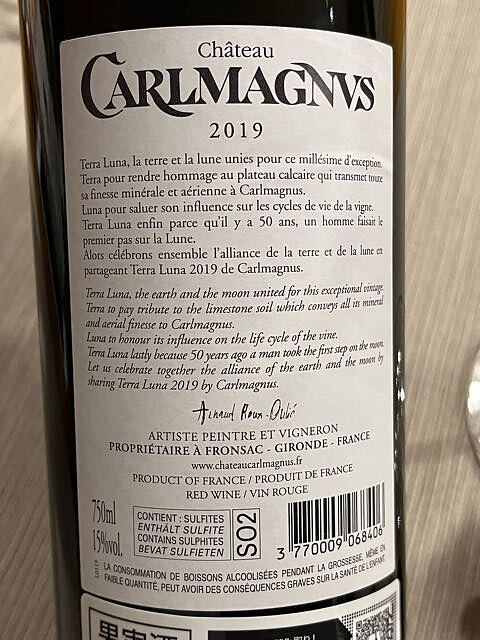 Château
CARLMAGNVS
2019
Terra Luna, la terre et la lune unies pour ce millésime d'exception.
Terra pour rendre hommage au plateau calcaire qui transmet toute
sa finesse minérale et aérienne à Carlmagnus.
Luna pour saluer son influence sur les cycles de vie de la vigne.
Terra Luna enfin parce qu'il y a 50 ans, un homme faisait le
premier pas sur la Lune.
Alors célébrons ensemble l'alliance de la terre et de la lune en
partageant Terra Luna 2019 de Carlmagnus.
Terra Luna, the earth and the moon united for this exceptional vintage.
Terra to pay tribute to the limestone soil which conveys all its mineral
and aerial finesse to Carlmagnus.
Luna to honour its influence on the life cycle of the vine.
Terra Luna lastly because 50 years ago a man took the first step on the moon.
Let us celebrate together the alliance of the earth and the moon by
sharing Terra Luna 2019 by Carlmagnus.
Arnaud Roux-Oulié
ARTISTE PEINTRE ET VIGNERON
PROPRIÉTAIRE À FRONSAC - GIRONDE - FRANCE
www.chateaucarlmagnus.fr
PRODUCT OF FRANCE / PRODUIT DE FRANCE
RED WINE / VIN ROUGE
750ml
15%vol.
CONTIENT : SULFITES
ENTHÄLT SULFITE
CONTAINS SULPHITES
BEVAT SULFIETEN
SO2
3 770009 068406
LA CONSOMMATION DE BOISSONS ALCOOLISÉES PENDANT LA GROSSESSE, MÊME EN
FAIBLE QUANTITÉ, PEUT AVOIR DES CONSÉQUENCES GRAVES SUR LA SANTÉ DE L'ENFANT.
果実酒